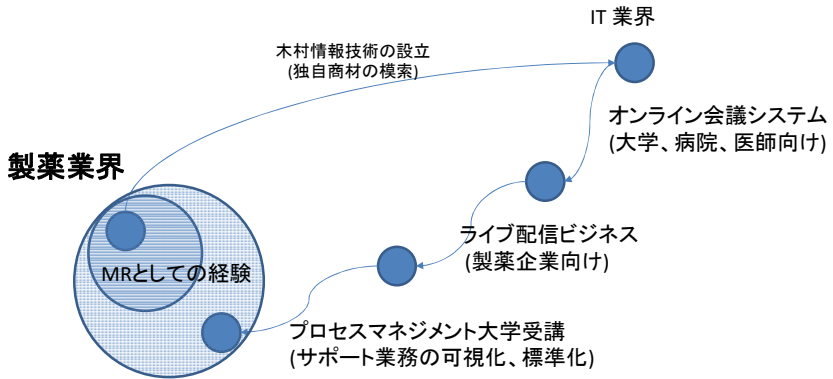 IT 業界
木村情報技術の設立
(独自商材の模索)
オンライン会議システム
(大学、病院、医師向け)
製薬業界
ライブ配信ビジネス
(製薬企業向け)
MRとしての経験
プロセスマネジメント大学受講
(サポート業務の可視化、標準化)